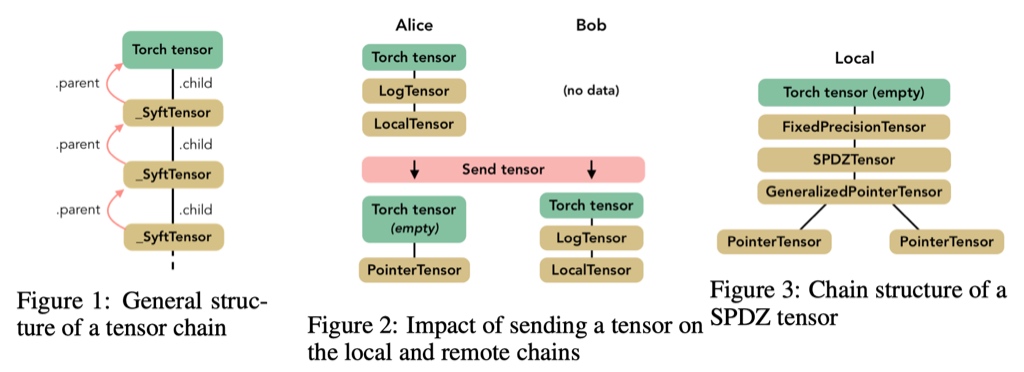 Torch tensor
.parent
.child
_SyftTensor
.parent
.child
_SyftTensor
.parent
.child
_SyftTensor
Figure 1: General struc-
ture of a tensor chain
Alice
Bob
Torch tensor
LogTensor
(no data)
LocalTensor
Send tensor
Torch tensor
(empty)
PointerTensor
Torch tensor
LogTensor
LocalTensor
Figure 2: Impact of sending a tensor on
the local and remote chains
Local
Torch tensor (empty)
FixedPrecisionTensor
SPDZTensor
GeneralizedPointerTensor
PointerTensor
PointerTensor
Figure 3: Chain structure of a
SPDZ tensor